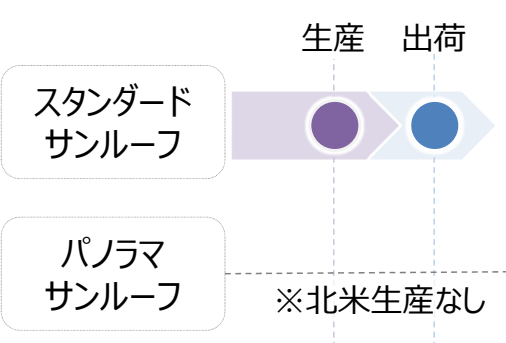 生産 出荷
スタンダード
サンルーフ
パノラマ
サンルーフ
※北米生産なし